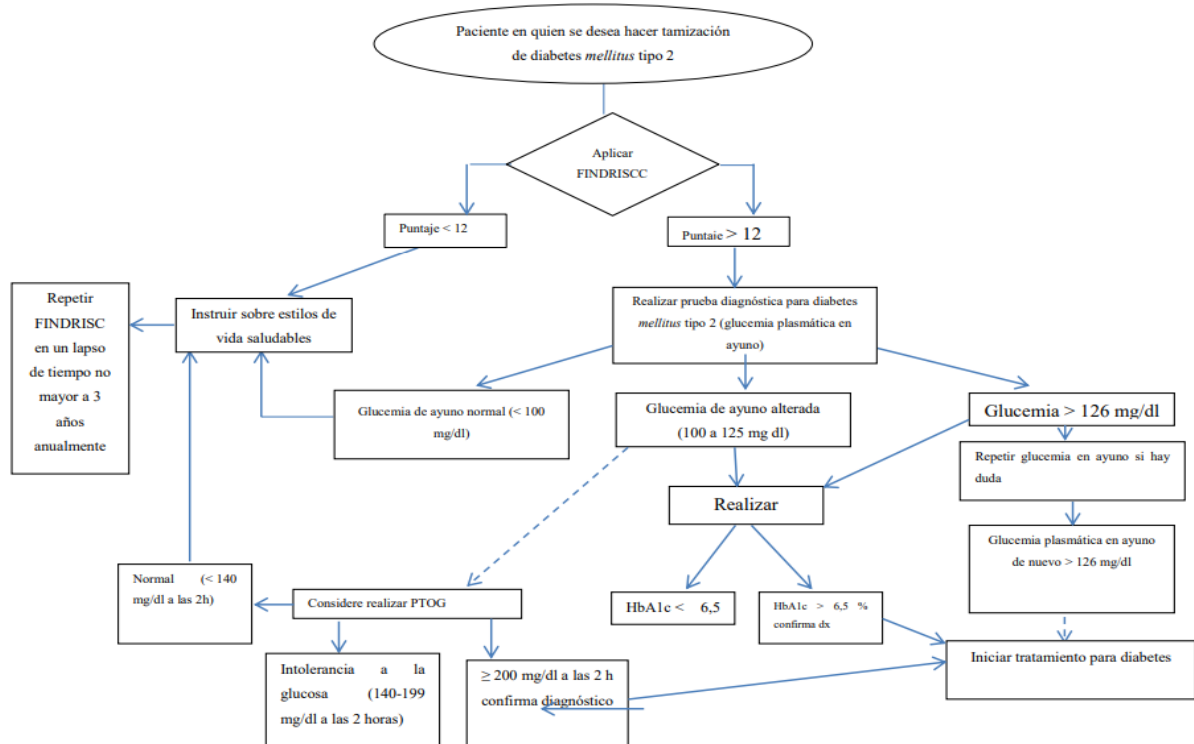 Paciente en quien se desea hacer tamización
de diabetes mellitus tipo 2
Aplicar
FINDRISCC
Puntaje < 12
Puntaie > 12
Repetir
FINDRISC
en un lapso
de tiempo no
mayor a 3
años
anualmente
Instruir sobre estilos de
vida saludables
Realizar prueba diagnóstica para diabetes
mellitus tipo 2 (glucemia plasmática en
ayuno)
Glucemia de ayuno normal (< 100
mg/dl)
Glucemia de ayuno alterada
(100 a 125 mg dl)
Glucemia > 126 mg/dl
Repetir glucemia en ayuno si hay
duda
Realizar
Glucemia plasmática en ayuno
de nuevo > 126 mg/dl
Normal (< 140
mg/dl a las 2h)
Considere realizar PTOG
HbA1c < 6,5
HbA1c > 6,5 %
confirma dx
Intolerancia a la
glucosa (140-199
mg/dl a las 2 horas)
≥ 200 mg/dl a las 2 h
confirma diagnóstico
Iniciar tratamiento para diabetes